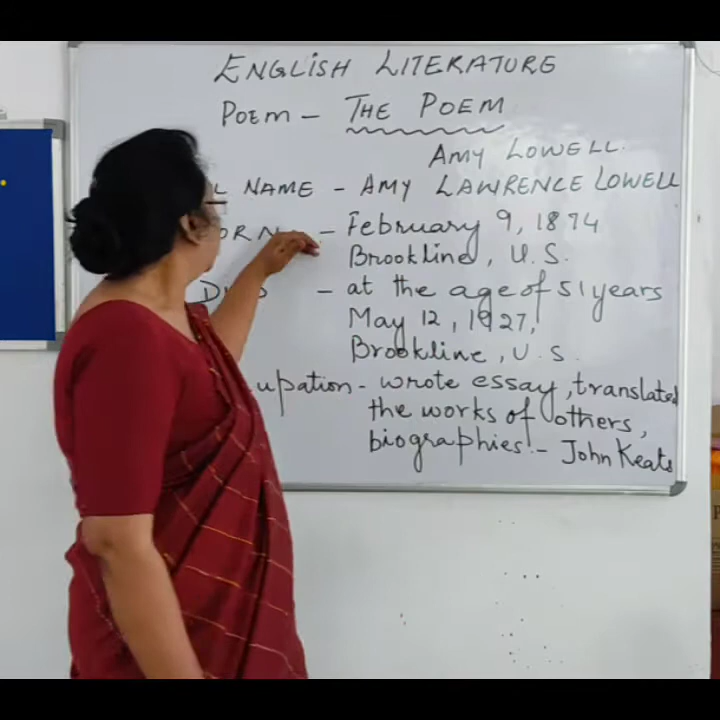 ENGLISH LITERATURE
POEM - THE POEM
AMY LOWELL.
L NAME - AMY LAWRENCE LOWELL
ORN - February 9, 1874
Brookline, U.S.
- at the age of 51 years
May 12, 1927,
Brookline, U.S.
upation - wrote essay, translated
the works of others,
biographies - John Keats